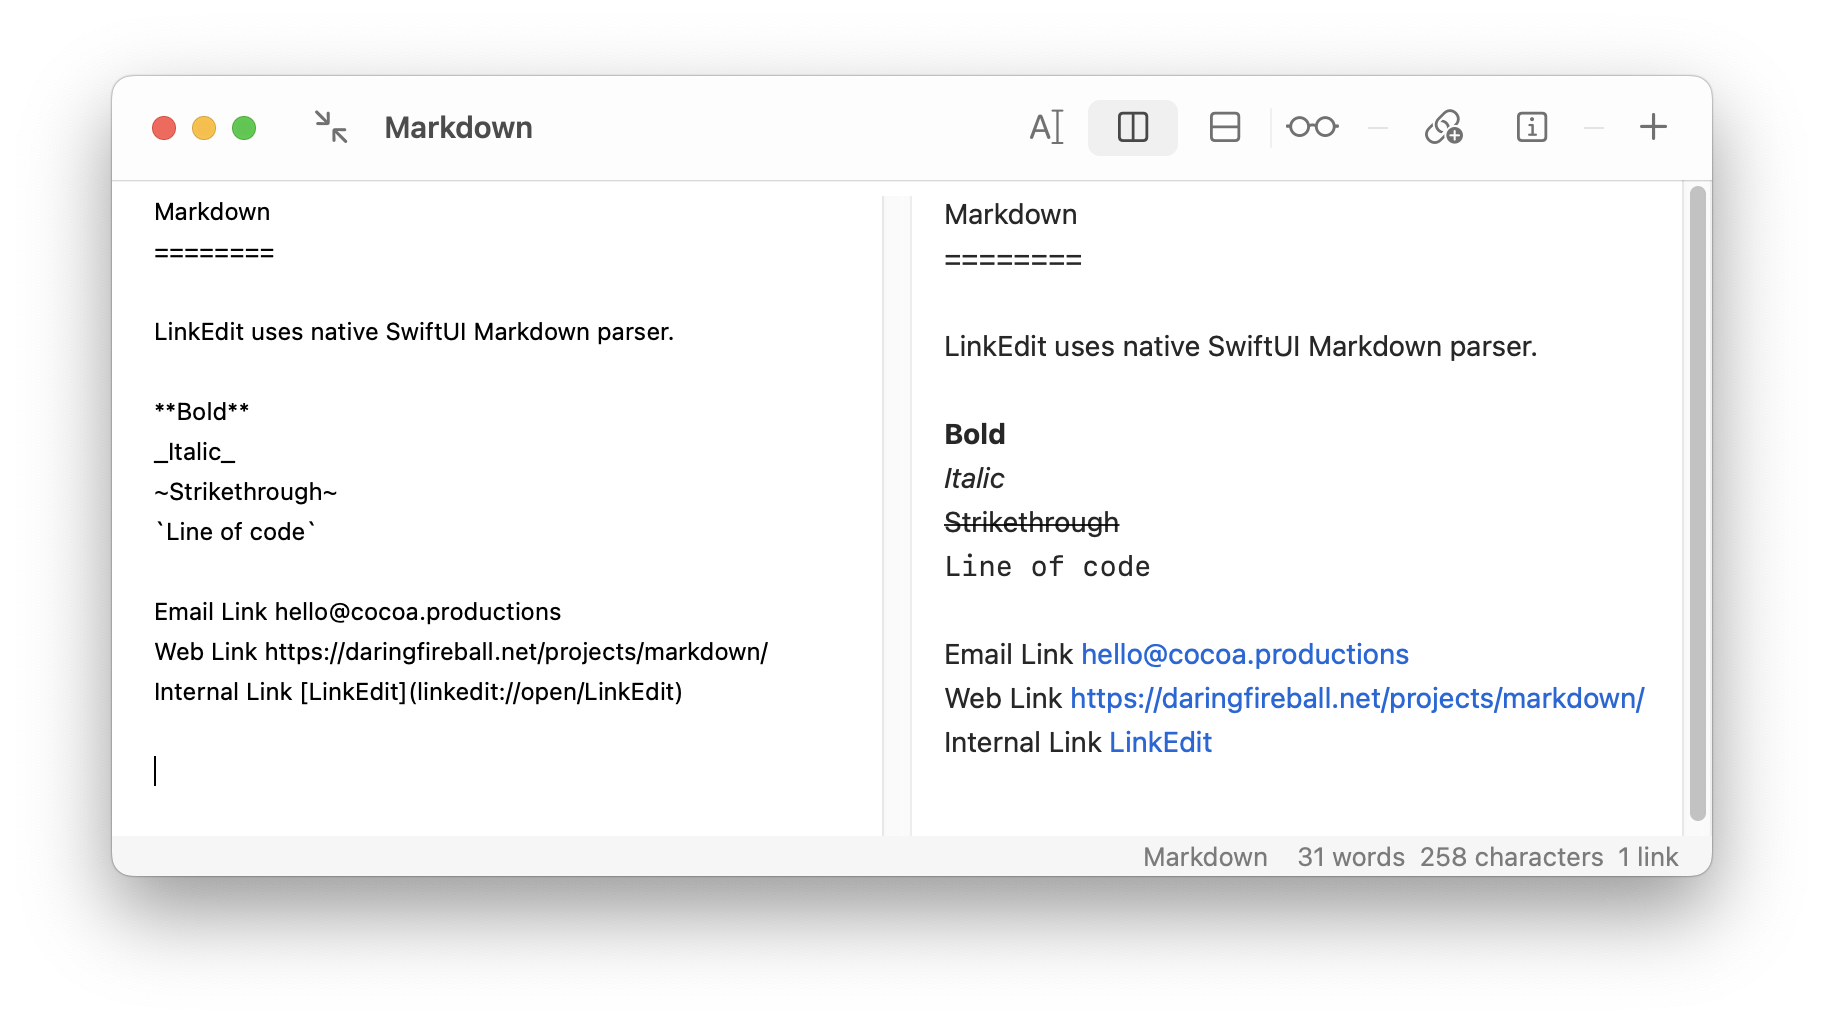 Markdown
Markdown
========
LinkEdit uses native SwiftUI Markdown parser.
**Bold**
_Italic_
~Strikethrough~
`Line of code`
Email Link hello@cocoa.productions
Web Link https://daringfireball.net/projects/markdown/
Internal Link [LinkEdit](linkedit://open/LinkEdit)
Markdown
========
LinkEdit uses native SwiftUI Markdown parser.
Bold
Italic
Strikethrough
Line of code
Email Link hello@cocoa.productions
Web Link https://daringfireball.net/projects/markdown/
Internal Link LinkEdit
Markdown 31 words 258 characters 1 link